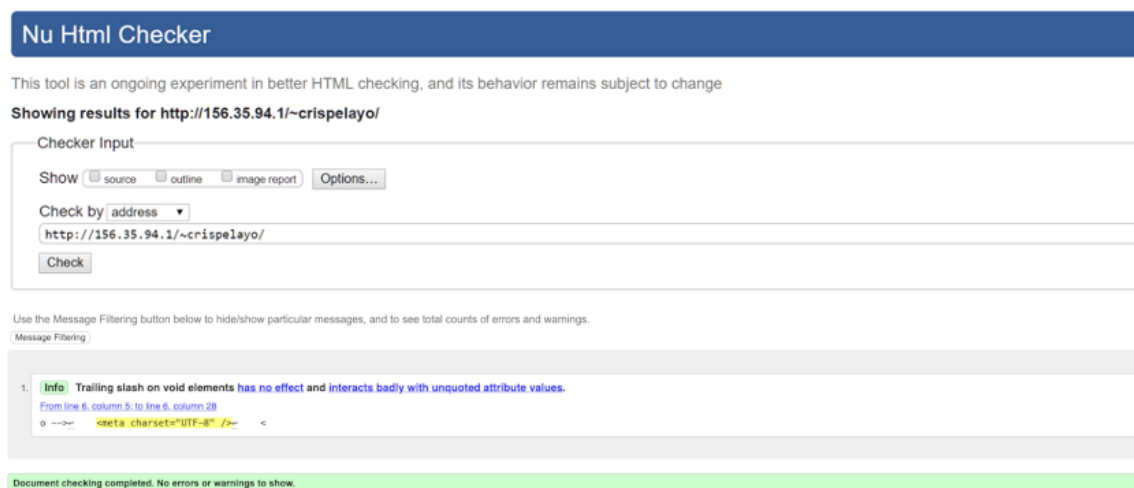 Nu Html Checker
This tool is an ongoing experiment in better HTML checking, and its behavior remains subject to change
Showing results for http://156.35.94.1/~crispelayo/
Checker Input
Show source outline image report Options...
Check by address
http://156.35.94.1/~crispelayo/
Check
Use the Message Filtering button below to hide/show particular messages, and to see total counts of errors and warnings.
Message Filtering
1. Info Trailing slash on void elements has no effect and interacts badly with unquoted attribute values.
From line 6, column 5; to line 6, column 28
o -->↩ <meta charset="UTF-8" />↩ <
Document checking completed. No errors or warnings to show.